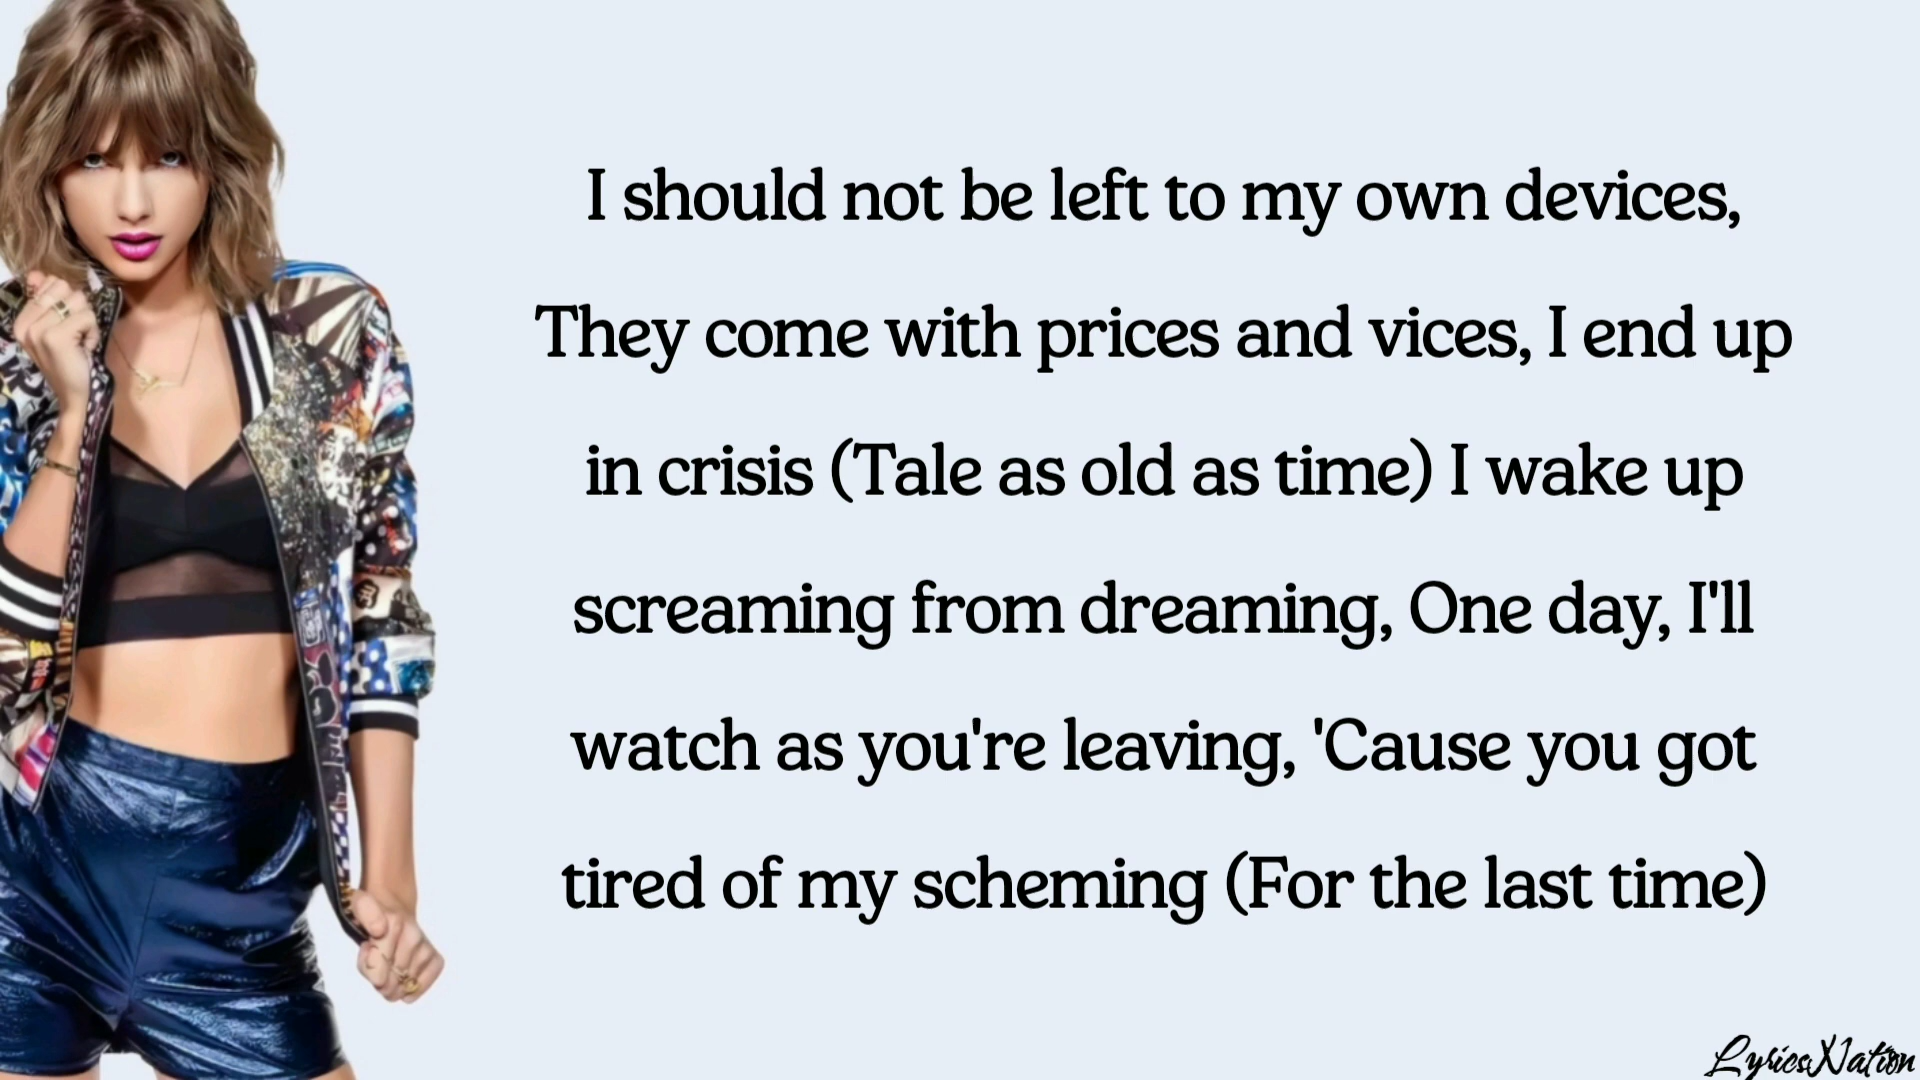 I should not be left to my own devices,
They come with prices and vices, I end up
in crisis (Tale as old as time) I wake up
screaming from dreaming, One day, I'll
watch as you're leaving, 'Cause you got
tired of my scheming (For the last time)
LyricsNation